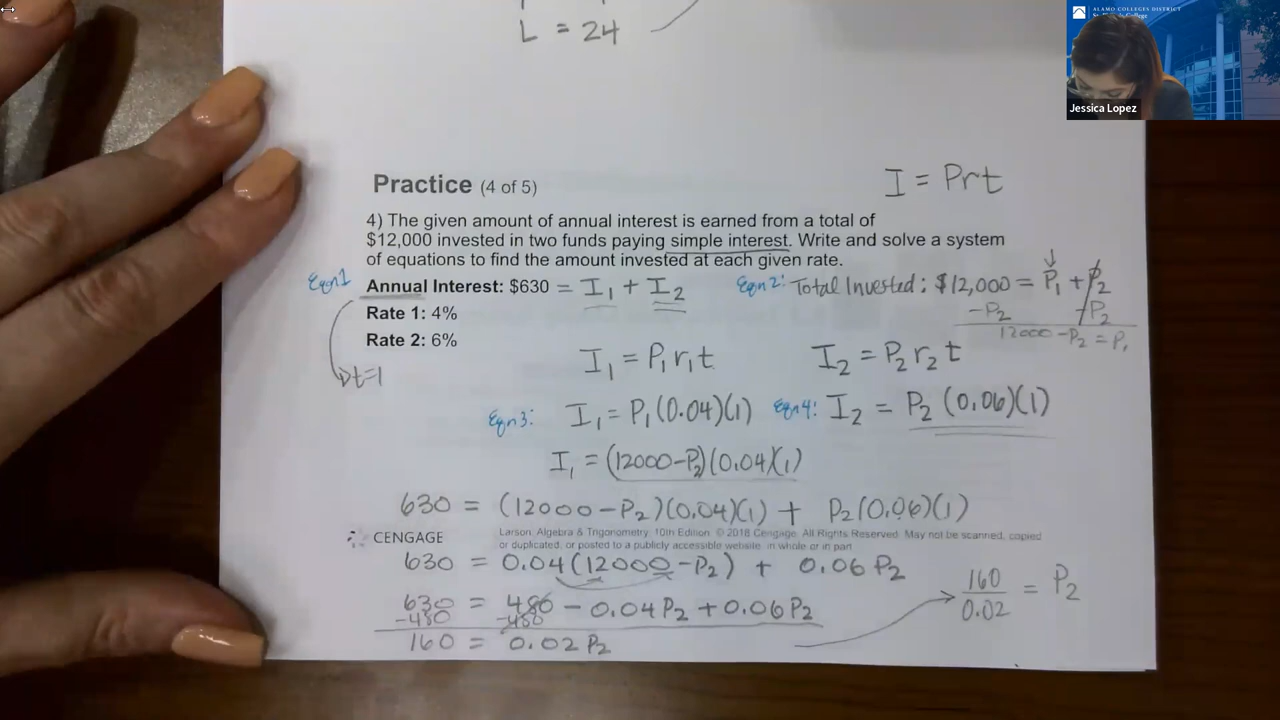 L = 24
ALAMO COLLEGES DISTRICT
Jessica Lopez
Practice (4 of 5)
I = Prt
4) The given amount of annual interest is earned from a total of
$12,000 invested in two funds paying simple interest. Write and solve a system
of equations to find the amount invested at each given rate.
Eqn1 Annual Interest: $630 = I₁ + I₂
Eqn2: Total Invested: $12,000 = P₁ + P₂
-P₂ -P₂
12000 - P₂ = P₁
Rate 1: 4%
Rate 2: 6%
t=1
I₁ = P₁r₁t I₂ = P₂r₂t
Eqn3: I₁ = P₁(0.04)(1) Eqn4: I₂ = P₂(0.06)(1)
I₁ = (12000-P₂)(0.04)(1)
630 = (12000-P₂)(0.04)(1) + P₂(0.06)(1)
CENGAGE
Larson, Algebra & Trigonometry, 10th Edition. © 2018 Cengage. All Rights Reserved. May not be scanned, copied
or duplicated, or posted to a publicly accessible website, in whole or in part.
630 = 0.04(12000-P₂) + 0.06P₂
630 = 480 - 0.04P₂ + 0.06P₂
-480 -480
160 = 0.02P₂
160/0.02 = P₂